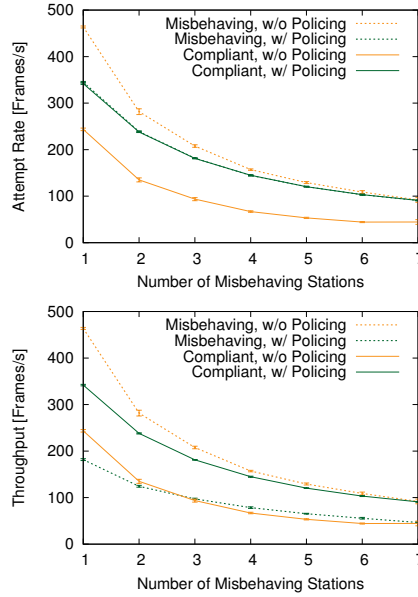 500
400
300
200
100
0
Attempt Rate [Frames/s]
Misbehaving, w/o Policing
Misbehaving, w/ Policing
Compliant, w/o Policing
Compliant, w/ Policing
1 2 3 4 5 6 7
Number of Misbehaving Stations
500
400
300
200
100
0
Throughput [Frames/s]
Misbehaving, w/o Policing
Misbehaving, w/ Policing
Compliant, w/o Policing
Compliant, w/ Policing
1 2 3 4 5 6 7
Number of Misbehaving Stations